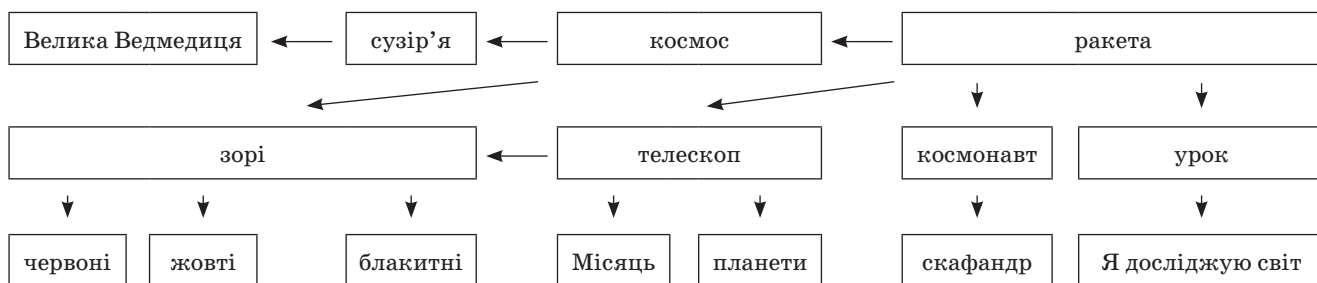 Велика Ведмедиця сузір’я космос ракета
зорі телескоп космонавт урок
червоні жовті блакитні Місяць планети скафандр Я досліджую світ